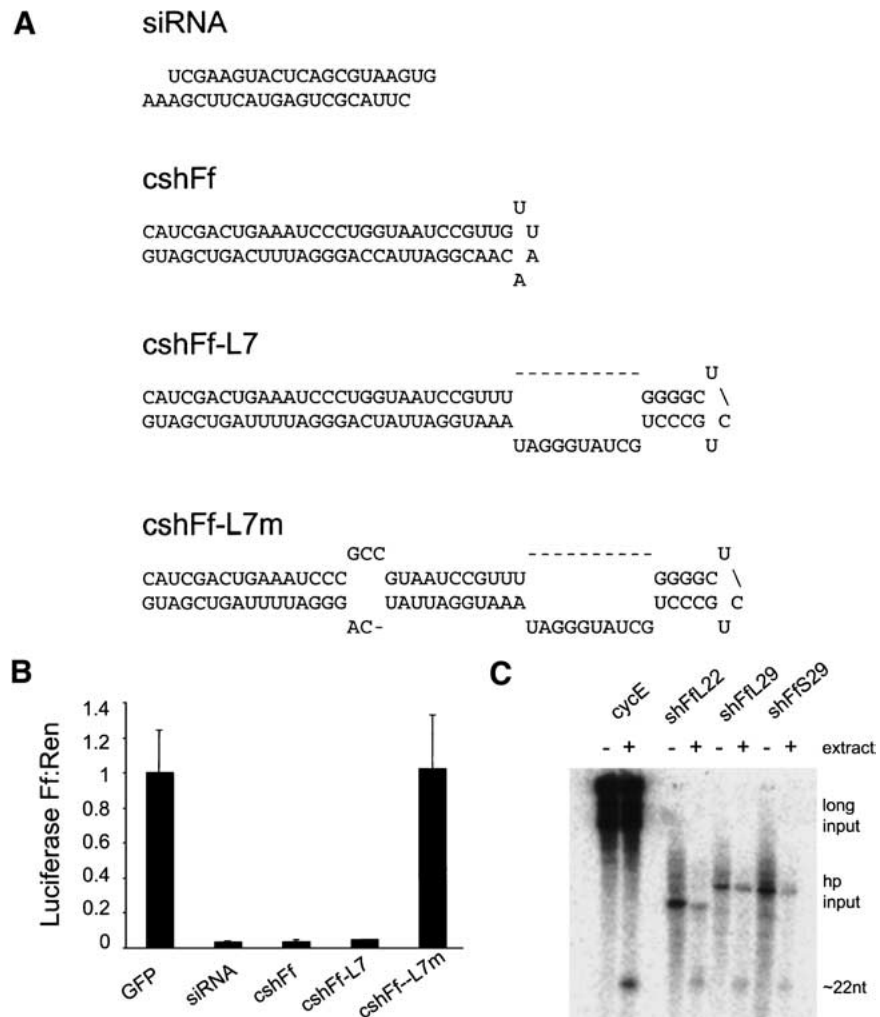 A
siRNA
UCGAAGUACUCAGCGUAAGUG
AAAGCUUCAUGAGUCGCAUUC
cshFf
U
CAUCGACUGAAAUCCCUGGUAAUCCGUUG U
GUAGCUGACUUUAGGGACCAUUAGGCAAC A
A
cshFf-L7
---------- U
CAUCGACUGAAAUCCCUGGUAAUCCGUUU GGGGC \
GUAGCUGAUUUUAGGGACUAUUAGGUAAA UCCCG C
UAGGGUAUCG U
cshFf-L7m
GCC ---------- U
CAUCGACUGAAAUCCC GUAAUCCGUUU GGGGC \
GUAGCUGAUUUUAGGG UAUUAGGUAAA UCCCG C
AC- UAGGGUAUCG U
B
Luciferase Ff:Ren
1.4
1.2
1
0.8
0.6
0.4
0.2
0
GFP siRNA cshFf cshFf-L7 cshFf--L7m
C
cycE shFfL22 shFfL29 shFfS29
- + - + - + - + extract
long
input
hp
input
~22nt